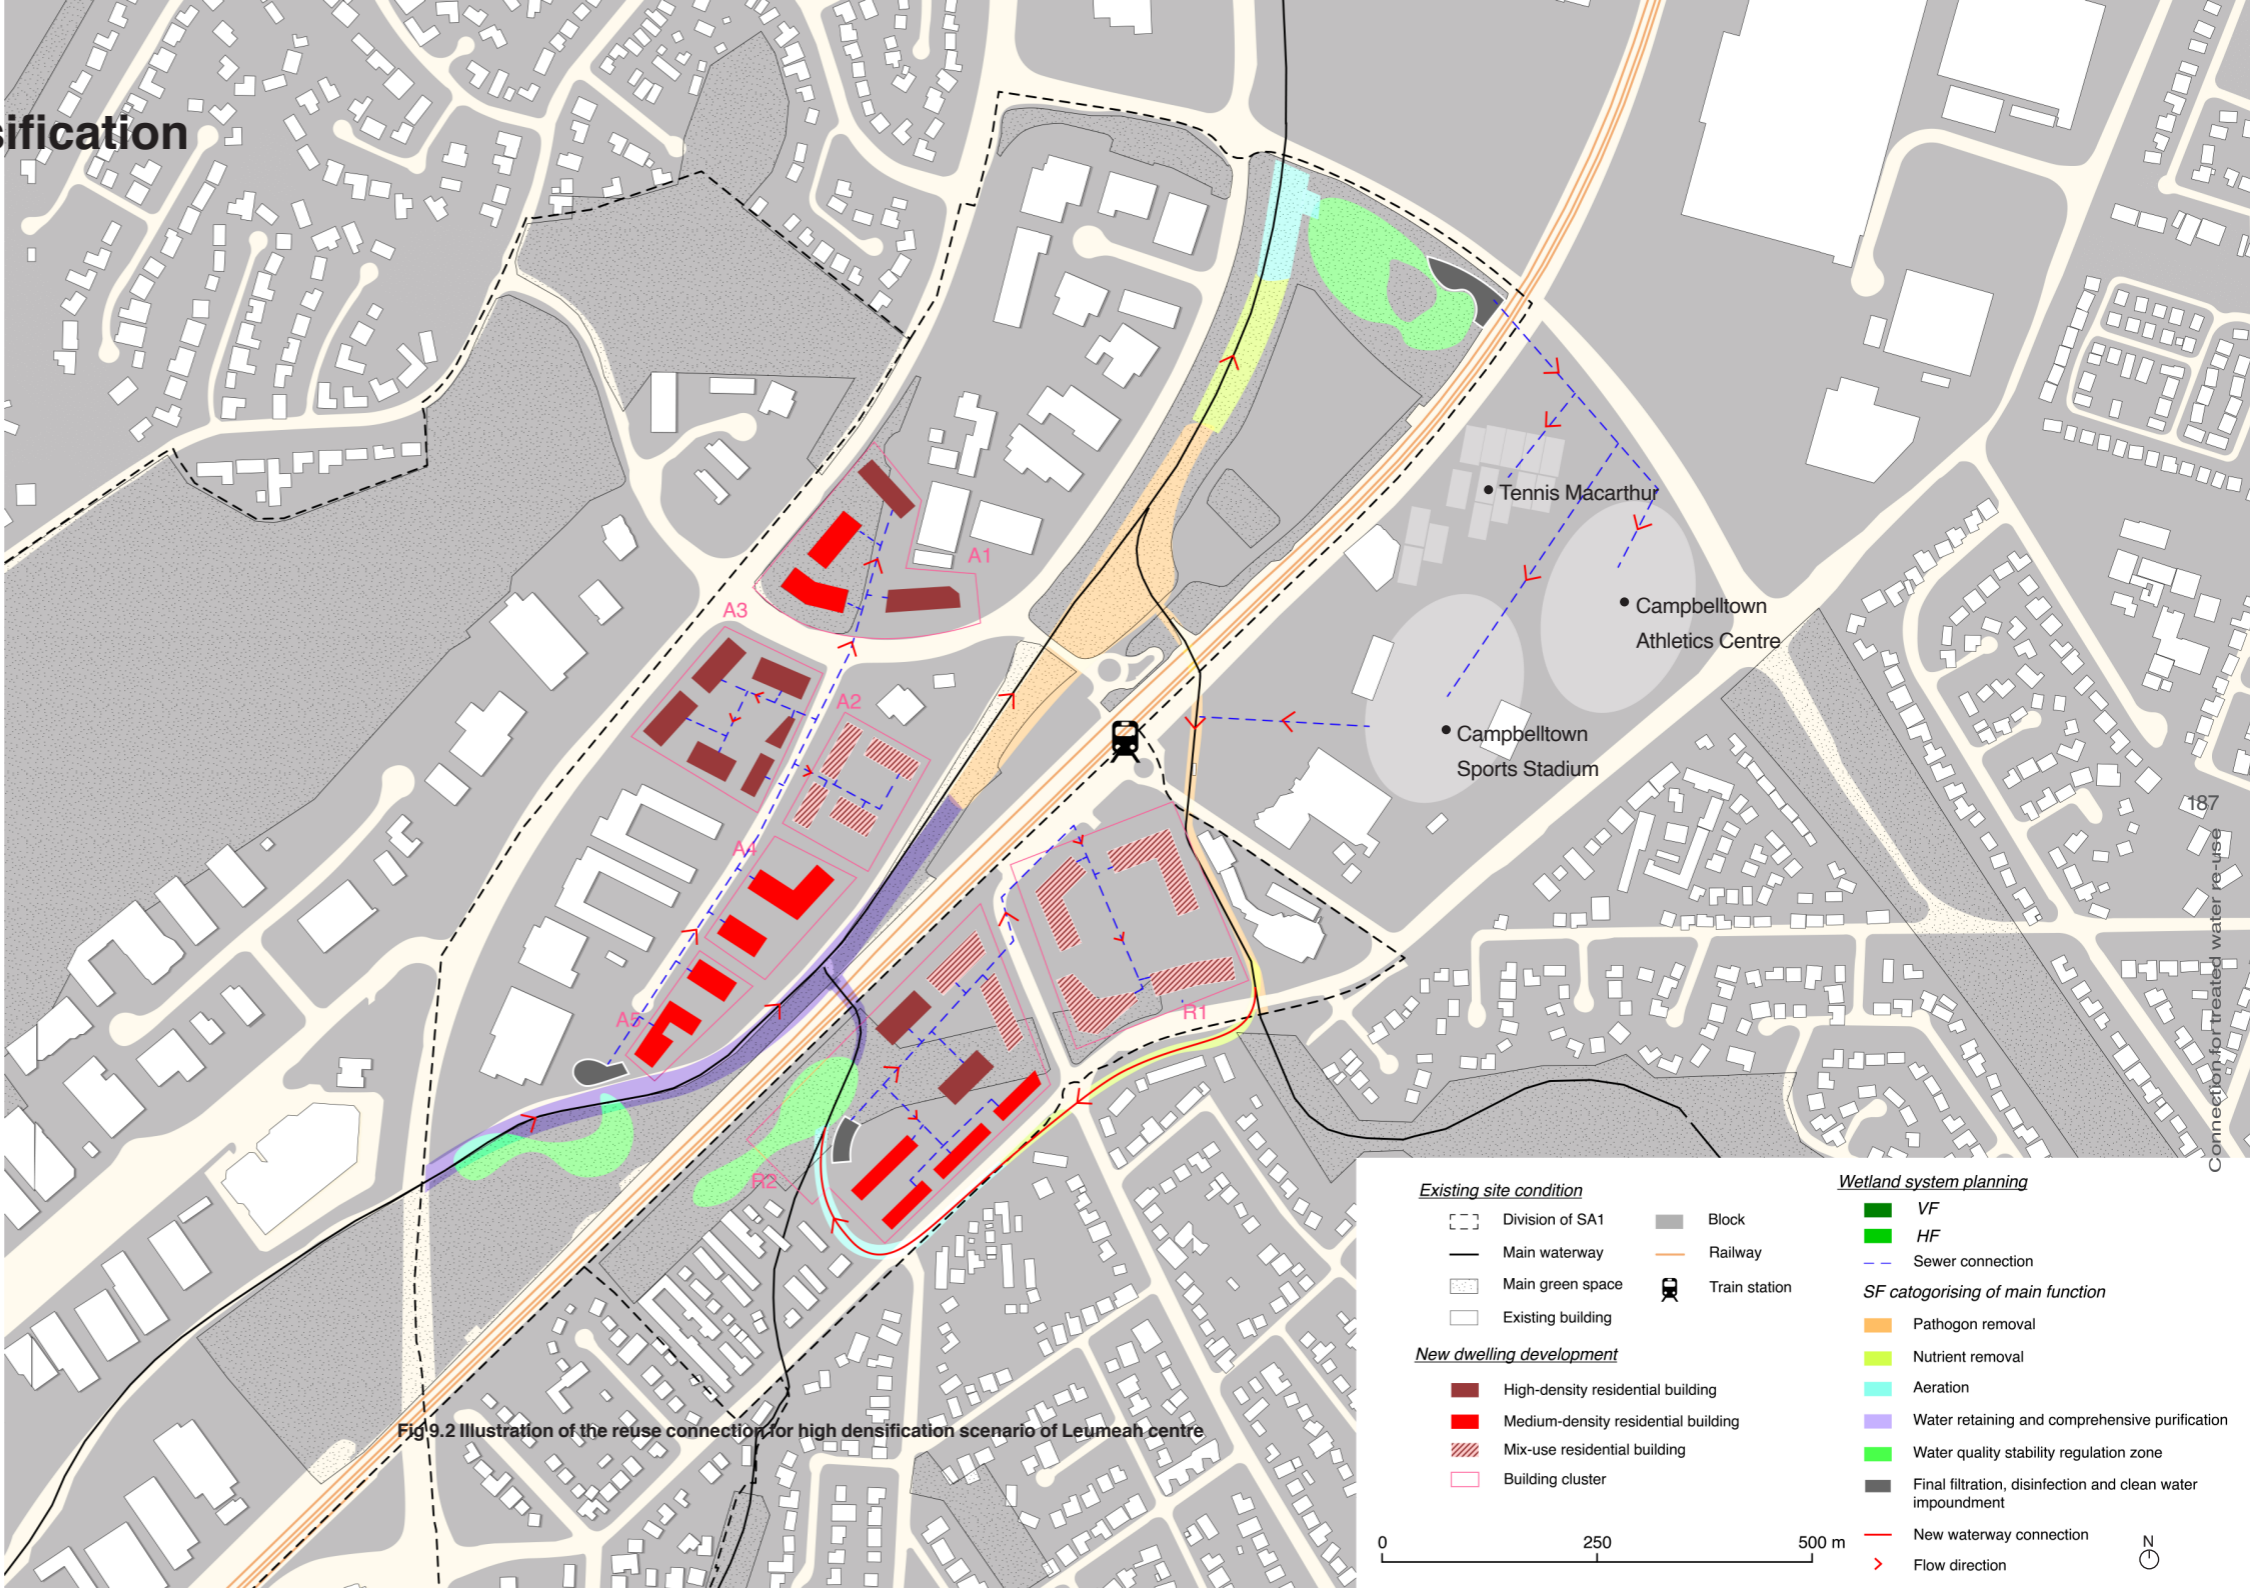 sification
A1
A3
A2
A4
A5
R1
R2
Tennis Macarthur
Campbelltown
Athletics Centre
Campbelltown
Sports Stadium
187
Connection for treated water re-use
Fig 9.2 Illustration of the reuse connection for high densification scenario of Leumeah centre
Existing site condition
Division of SA1
Main waterway
Main green space
Existing building
Block
Railway
Train station
New dwelling development
High-density residential building
Medium-density residential building
Mix-use residential building
Building cluster
Wetland system planning
VF
HF
Sewer connection
SF catogorising of main function
Pathogon removal
Nutrient removal
Aeration
Water retaining and comprehensive purification
Water quality stability regulation zone
Final filtration, disinfection and clean water
impoundment
New waterway connection
Flow direction
0 250 500 m
N